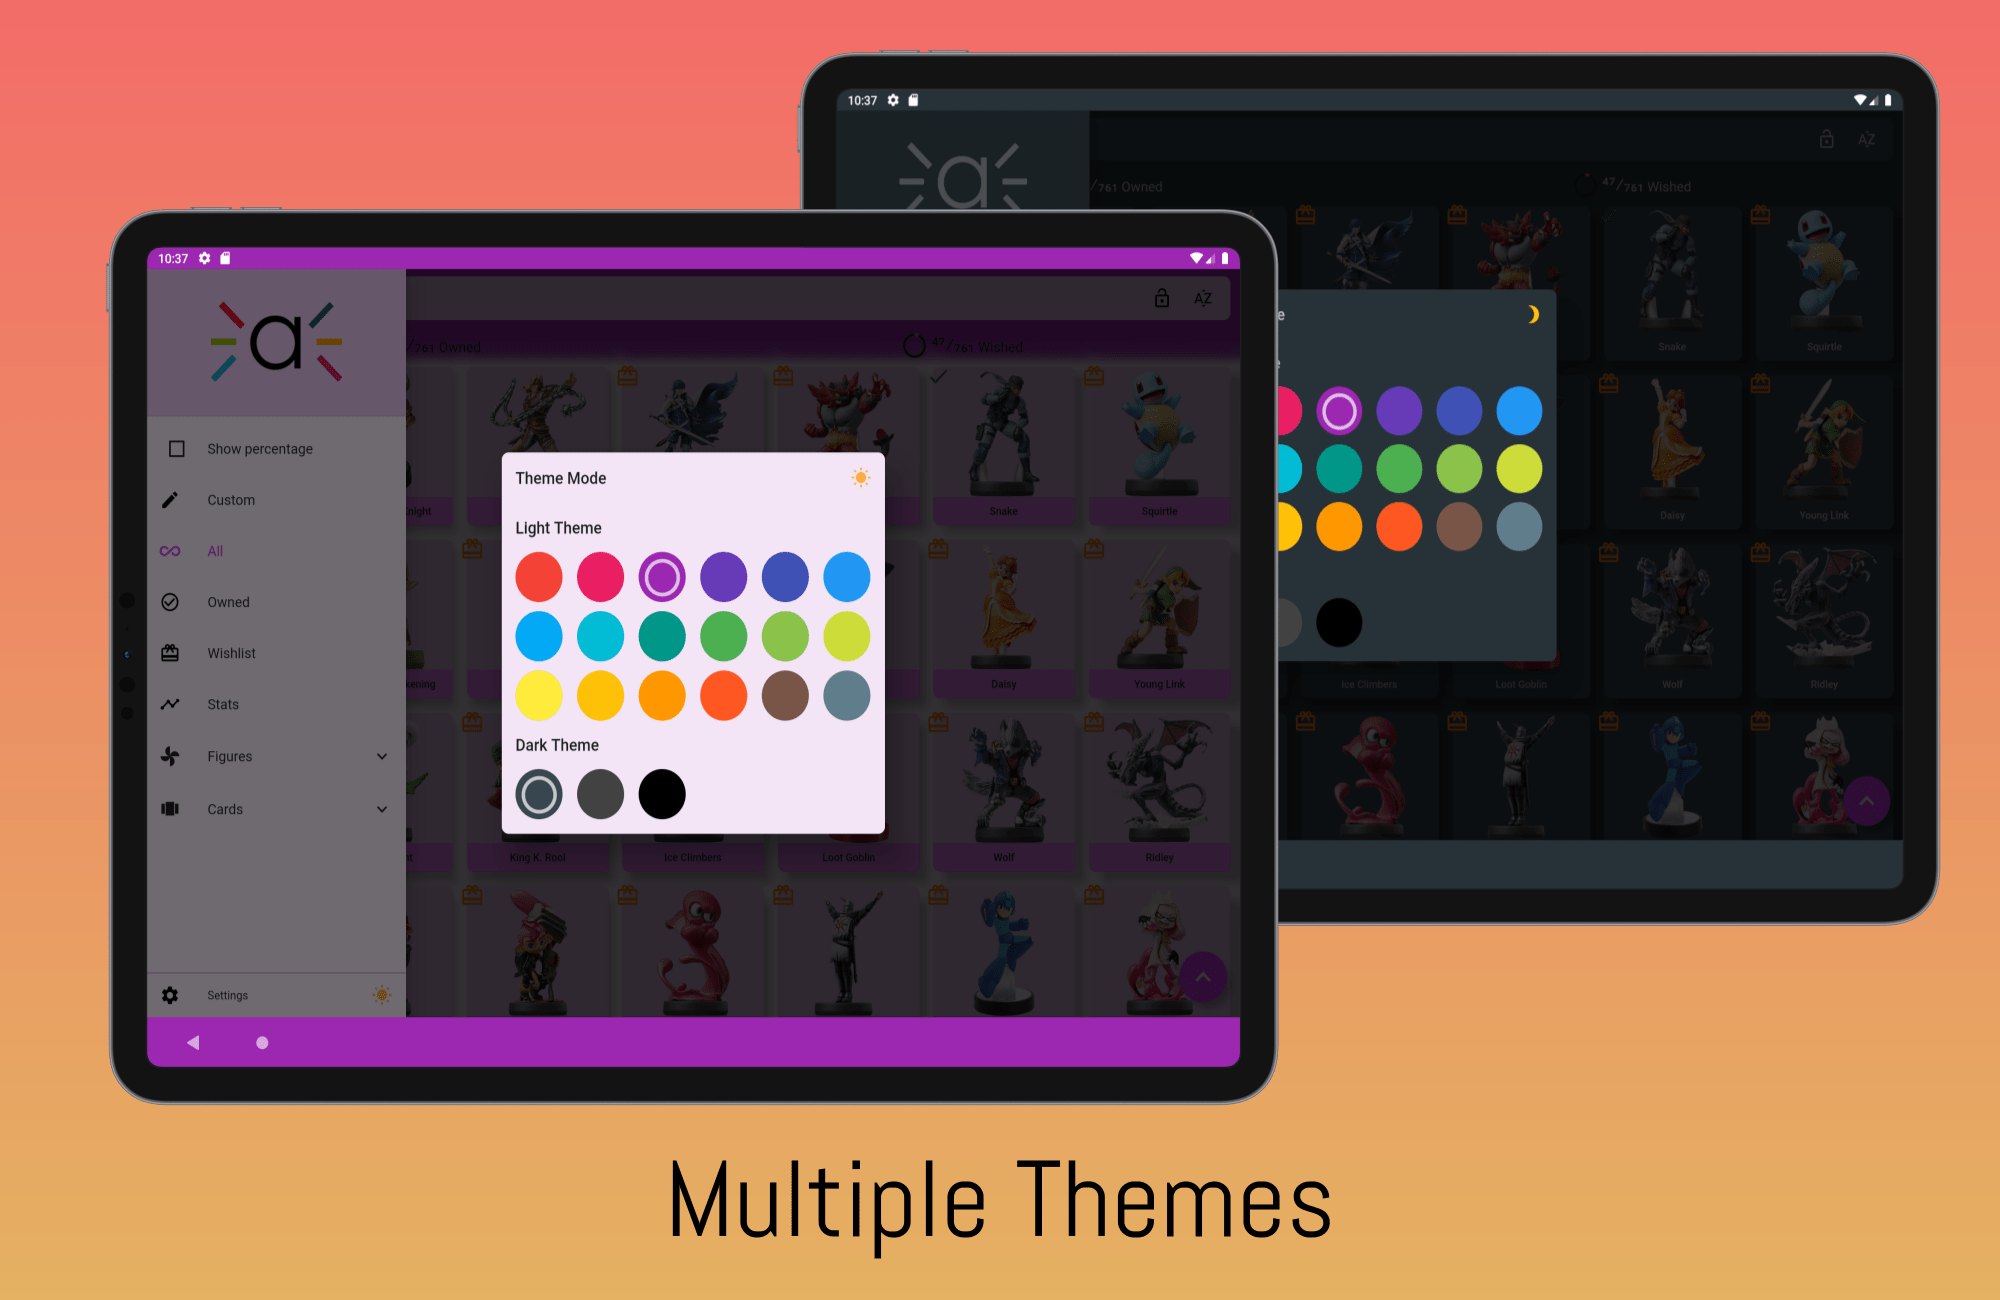 10:37
/761 Owned
47/761 Wished
AZ
Snake
Squirtle
Daisy
Young Link
Ice Climbers
Loot Goblin
Wolf
Ridley
10:37
a
/761 Owned
47/761 Wished
AZ
Show percentage
Custom
All
Owned
Wishlist
Stats
Figures
Cards
Settings
Theme Mode
Light Theme
Dark Theme
Snake
Squirtle
Daisy
Young Link
King K. Rool
Ice Climbers
Loot Goblin
Wolf
Ridley
Multiple Themes